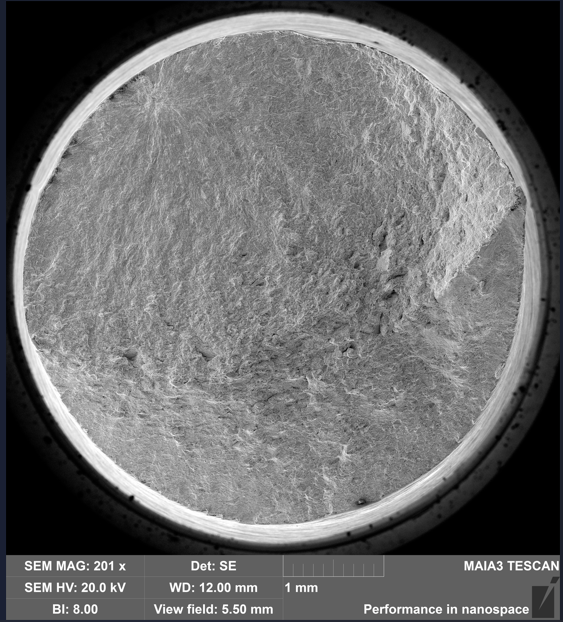 SEM MAG: 201 x Det: SE MAIA3 TESCAN
SEM HV: 20.0 kV WD: 12.00 mm 1 mm
BI: 8.00 View field: 5.50 mm Performance in nanospace